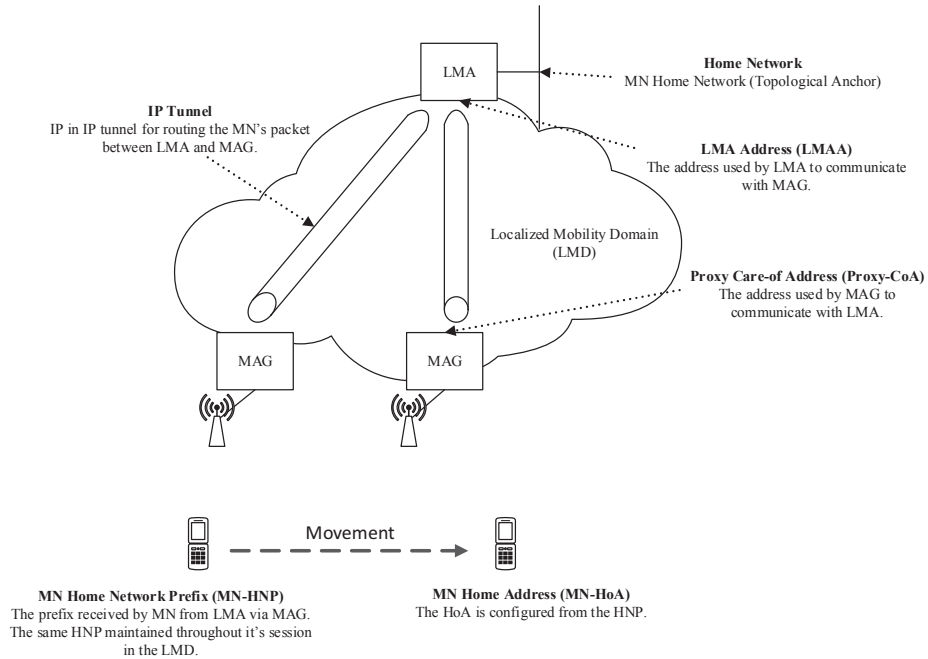 LMA
Home Network
MN Home Network (Topological Anchor)
IP Tunnel
IP in IP tunnel for routing the MN's packet
between LMA and MAG.
LMA Address (LMAA)
The address used by LMA to communicate
with MAG.
Localized Mobility Domain
(LMD)
Proxy Care-of Address (Proxy-CoA)
The address used by MAG to
communicate with LMA.
MAG
MAG
Movement
MN Home Network Prefix (MN-HNP)
The prefix received by MN from LMA via MAG.
The same HNP maintained throughout it's session
in the LMD.
MN Home Address (MN-HoA)
The HoA is configured from the HNP.